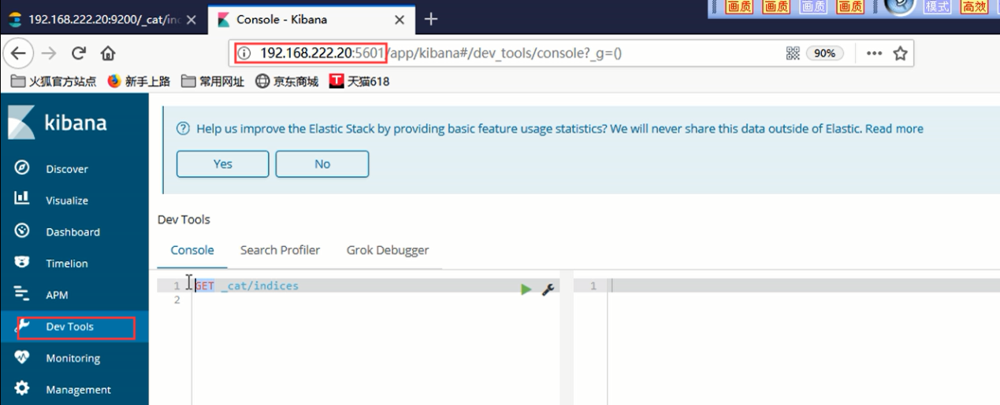 192.168.222.20:9200/_cat/in
Console - Kibana
画质 画质 画质 画质 模式 高效
192.168.222.20:5601/app/kibana#/dev_tools/console?_g=()
90%
火狐官方站点 新手上路 常用网址 京东商城 天猫618
kibana
Help us improve the Elastic Stack by providing basic feature usage statistics? We will never share this data outside of Elastic. Read more
Yes No
Discover
Visualize
Dashboard
Timelion
APM
Dev Tools
Monitoring
Management
Dev Tools
Console Search Profiler Grok Debugger
1 GET _cat/indices
2
1